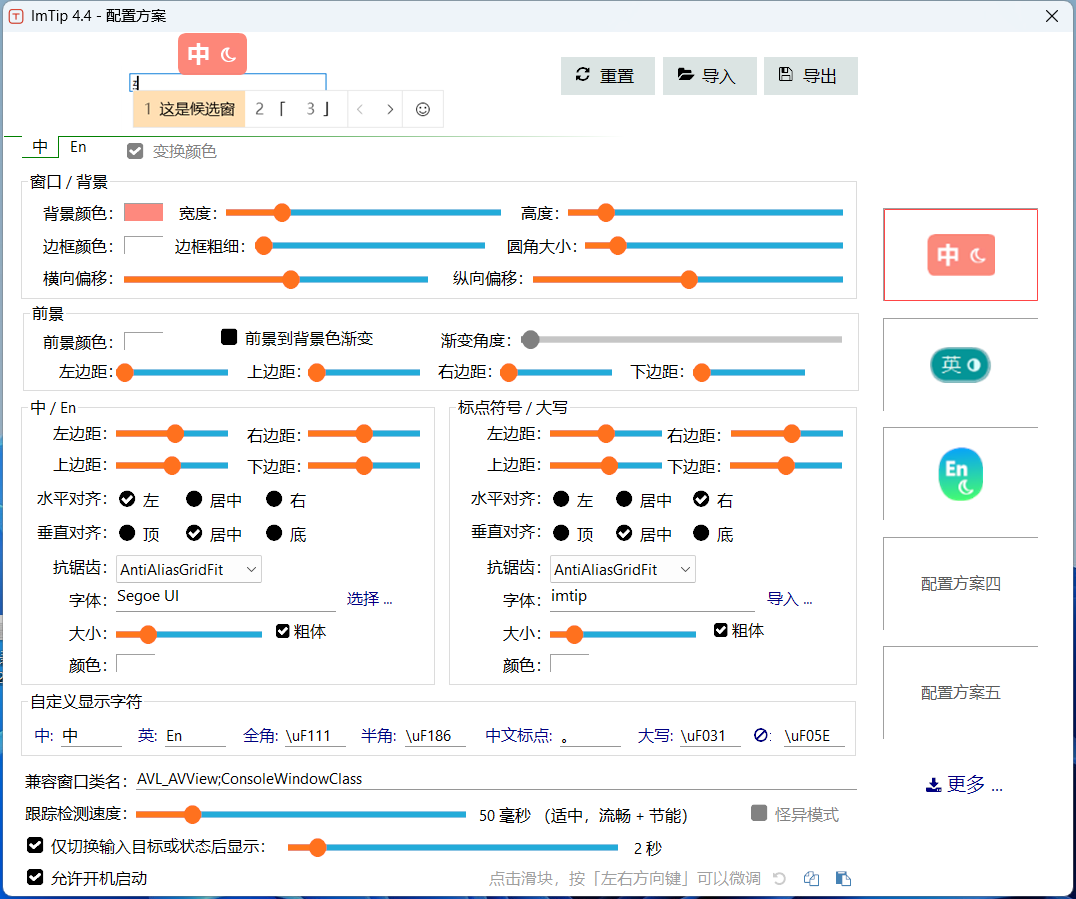 ImTip 4.4 - 配置方案
中
z
重置 导入 导出
1 这是候选窗 2 「 3 」
中 En 变换颜色
窗口 / 背景
背景颜色: 宽度: 高度:
边框颜色: 边框粗细: 圆角大小:
横向偏移: 纵向偏移:
前景
前景颜色: 前景到背景色渐变 渐变角度:
左边距: 上边距: 右边距: 下边距:
中 / En
左边距: 右边距:
上边距: 下边距:
水平对齐: 左 居中 右
垂直对齐: 顶 居中 底
抗锯齿: AntiAliasGridFit
字体: Segoe UI 选择 ...
大小: 粗体
颜色:
标点符号 / 大写
左边距: 右边距:
上边距: 下边距:
水平对齐: 左 居中 右
垂直对齐: 顶 居中 底
抗锯齿: AntiAliasGridFit
字体: imtip 导入 ...
大小: 粗体
颜色:
自定义显示字符
中: 中 英: En 全角: \uF111 半角: \uF186 中文标点: 。 大写: \uF031 : \uF05E
兼容窗口类名: AVL_AVView;ConsoleWindowClass
跟踪检测速度: 50 毫秒 (适中，流畅 + 节能) 怪异模式
仅切换输入目标或状态后显示: 2 秒
允许开机启动 点击滑块，按「左右方向键」可以微调
中
英
En
配置方案四
配置方案五
更多 ...